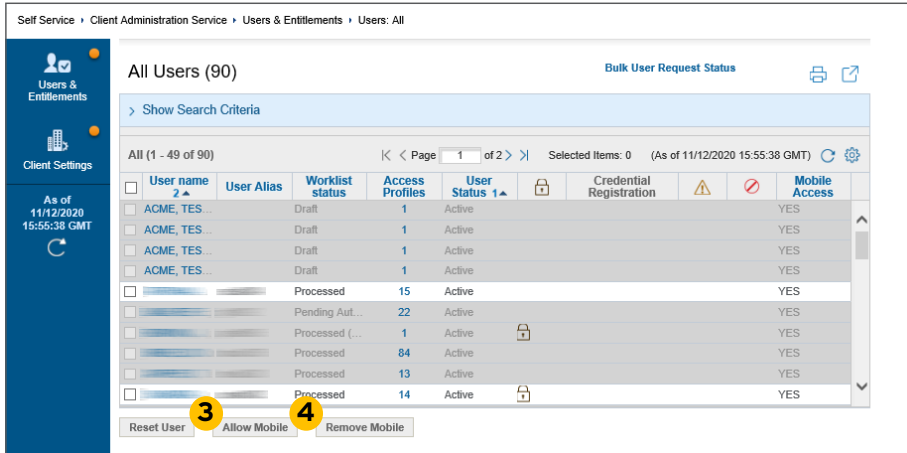 Self Service ▸ Client Administration Service ▸ Users & Entitlements ▸ Users: All
Users &
Entitlements
Client Settings
As of
11/12/2020
15:55:38 GMT
All Users (90)
Bulk User Request Status
> Show Search Criteria
All (1 - 49 of 90) |< < Page 1 of 2 > >| Selected Items: 0 (As of 11/12/2020 15:55:38 GMT)
User name 2 User Alias Worklist status Access Profiles User Status 1 Credential Registration Mobile Access
ACME, TES... Draft 1 Active YES
ACME, TES... Draft 1 Active YES
ACME, TES... Draft 1 Active YES
ACME, TES... Draft 1 Active YES
Processed 15 Active YES
Pending Aut... 22 Active YES
Processed (... 1 Active YES
Processed 84 Active YES
Processed 13 Active YES
Processed 14 Active YES
3 4
Reset User Allow Mobile Remove Mobile